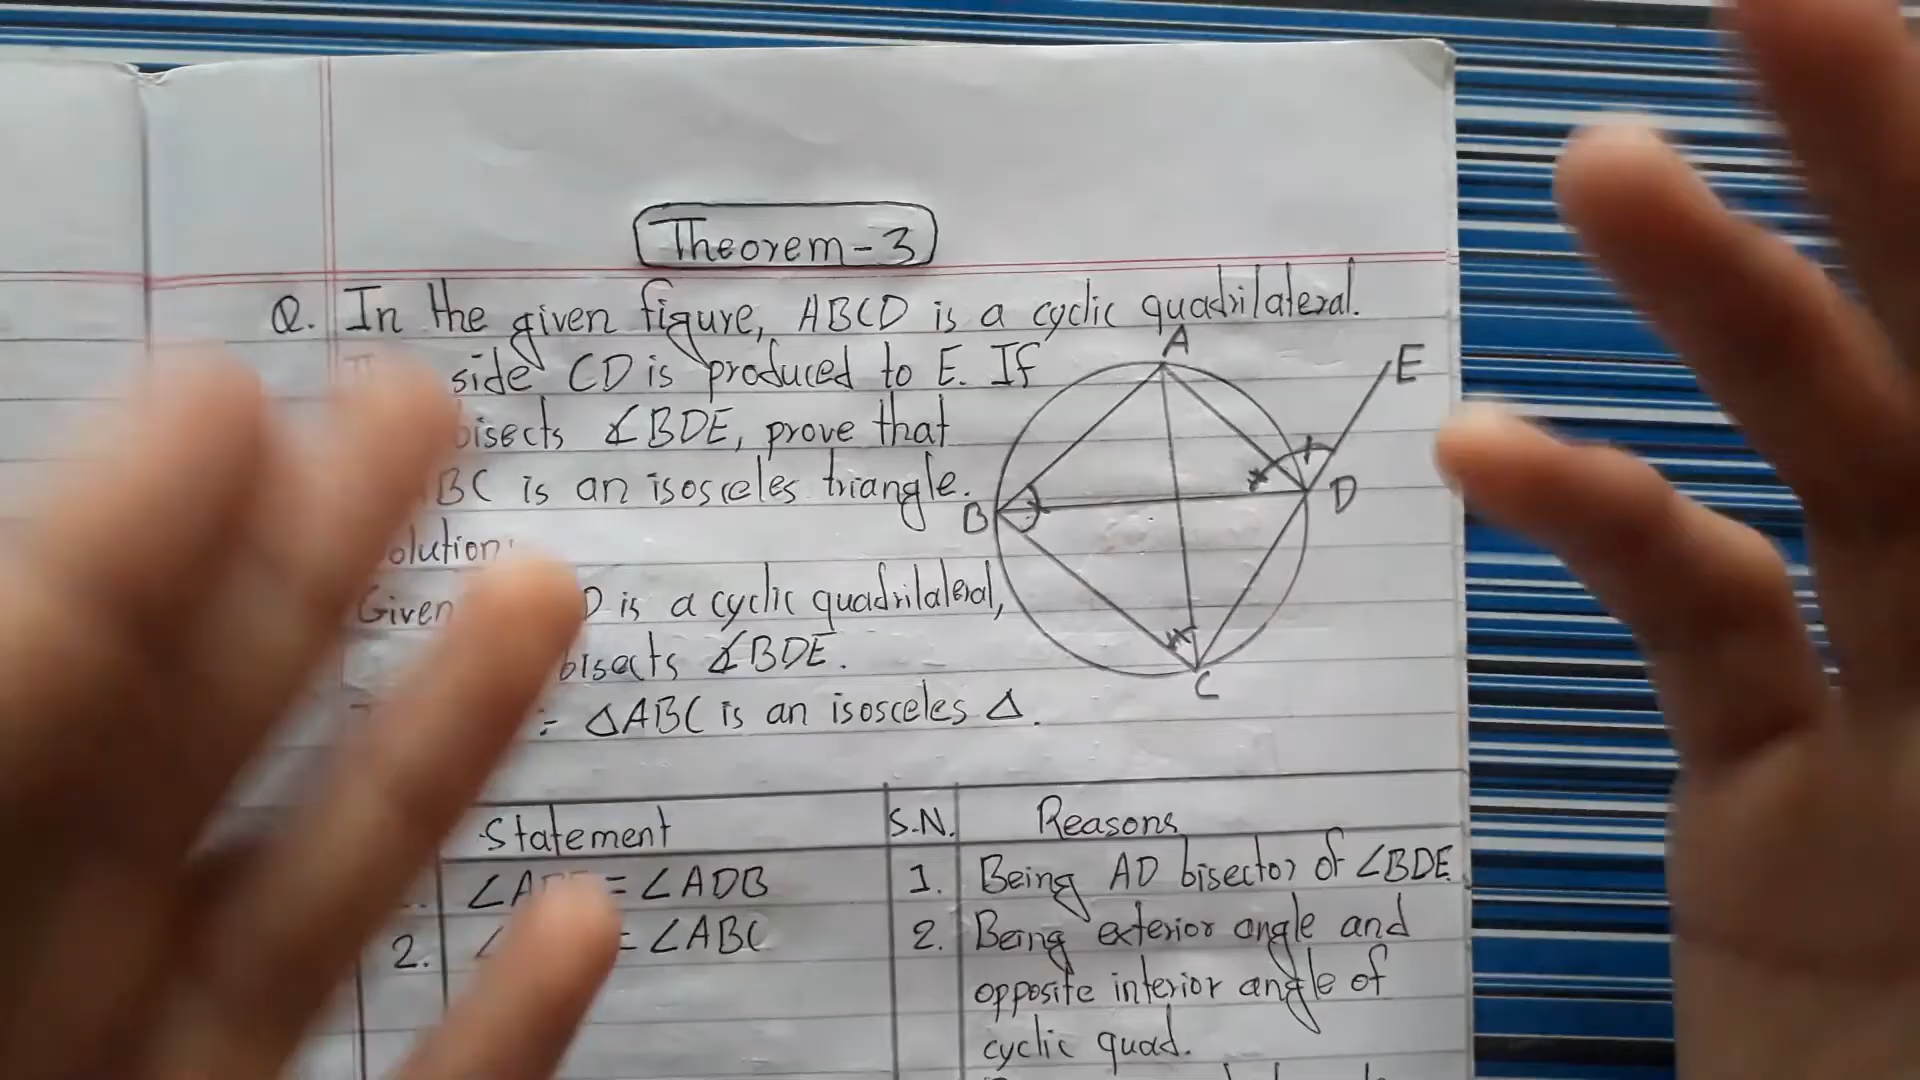 Theorem-3
Q. In the given figure, ABCD is a cyclic quadrilateral.
side CD is produced to E. If
bisects ∡BDE, prove that
BC is an isosceles triangle.
olution:
Given D is a cyclic quadrilateral,
bisects ∡BDE.
:- △ABC is an isosceles △.
A
E
B
D
C
Statement S.N. Reasons
= ∠ADB 1. Being AD bisector of ∠BDE
2. = ∠ABC 2. Being exterior angle and
opposite interior angle of
cyclic quad.